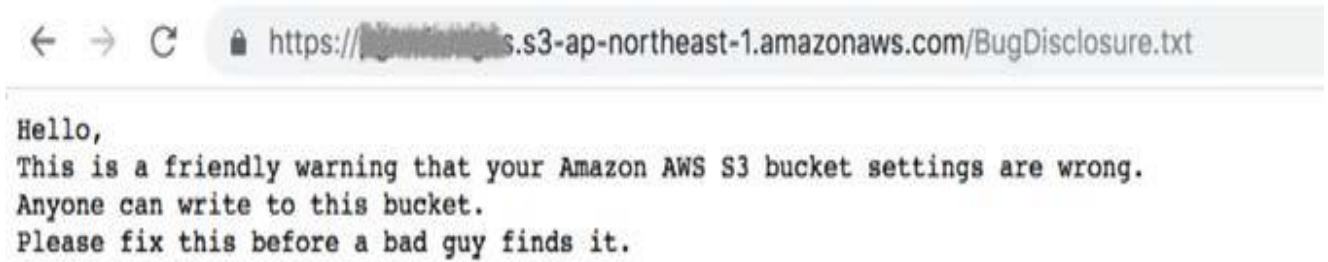 https://s.s3-ap-northeast-1.amazonaws.com/BugDisclosure.txt
Hello,
This is a friendly warning that your Amazon AWS S3 bucket settings are wrong.
Anyone can write to this bucket.
Please fix this before a bad guy finds it.